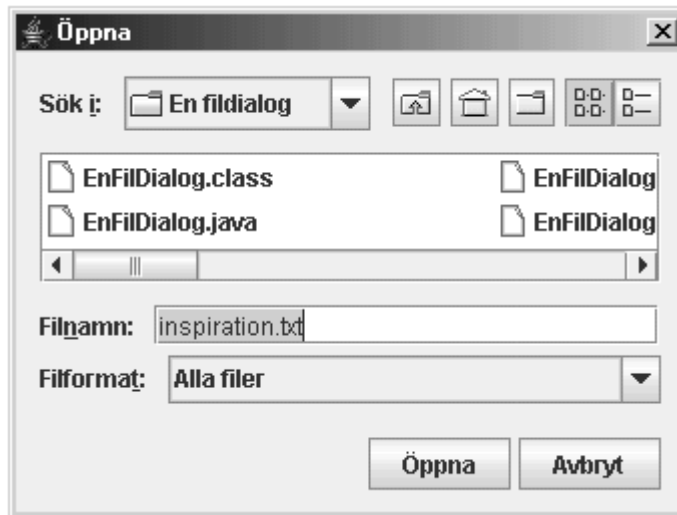 Öppna
Sök i: En fildialog
EnFilDialog.class EnFilDialog
EnFilDialog.java EnFilDialog
Filnamn: inspiration.txt
Filformat: Alla filer
Öppna Avbryt